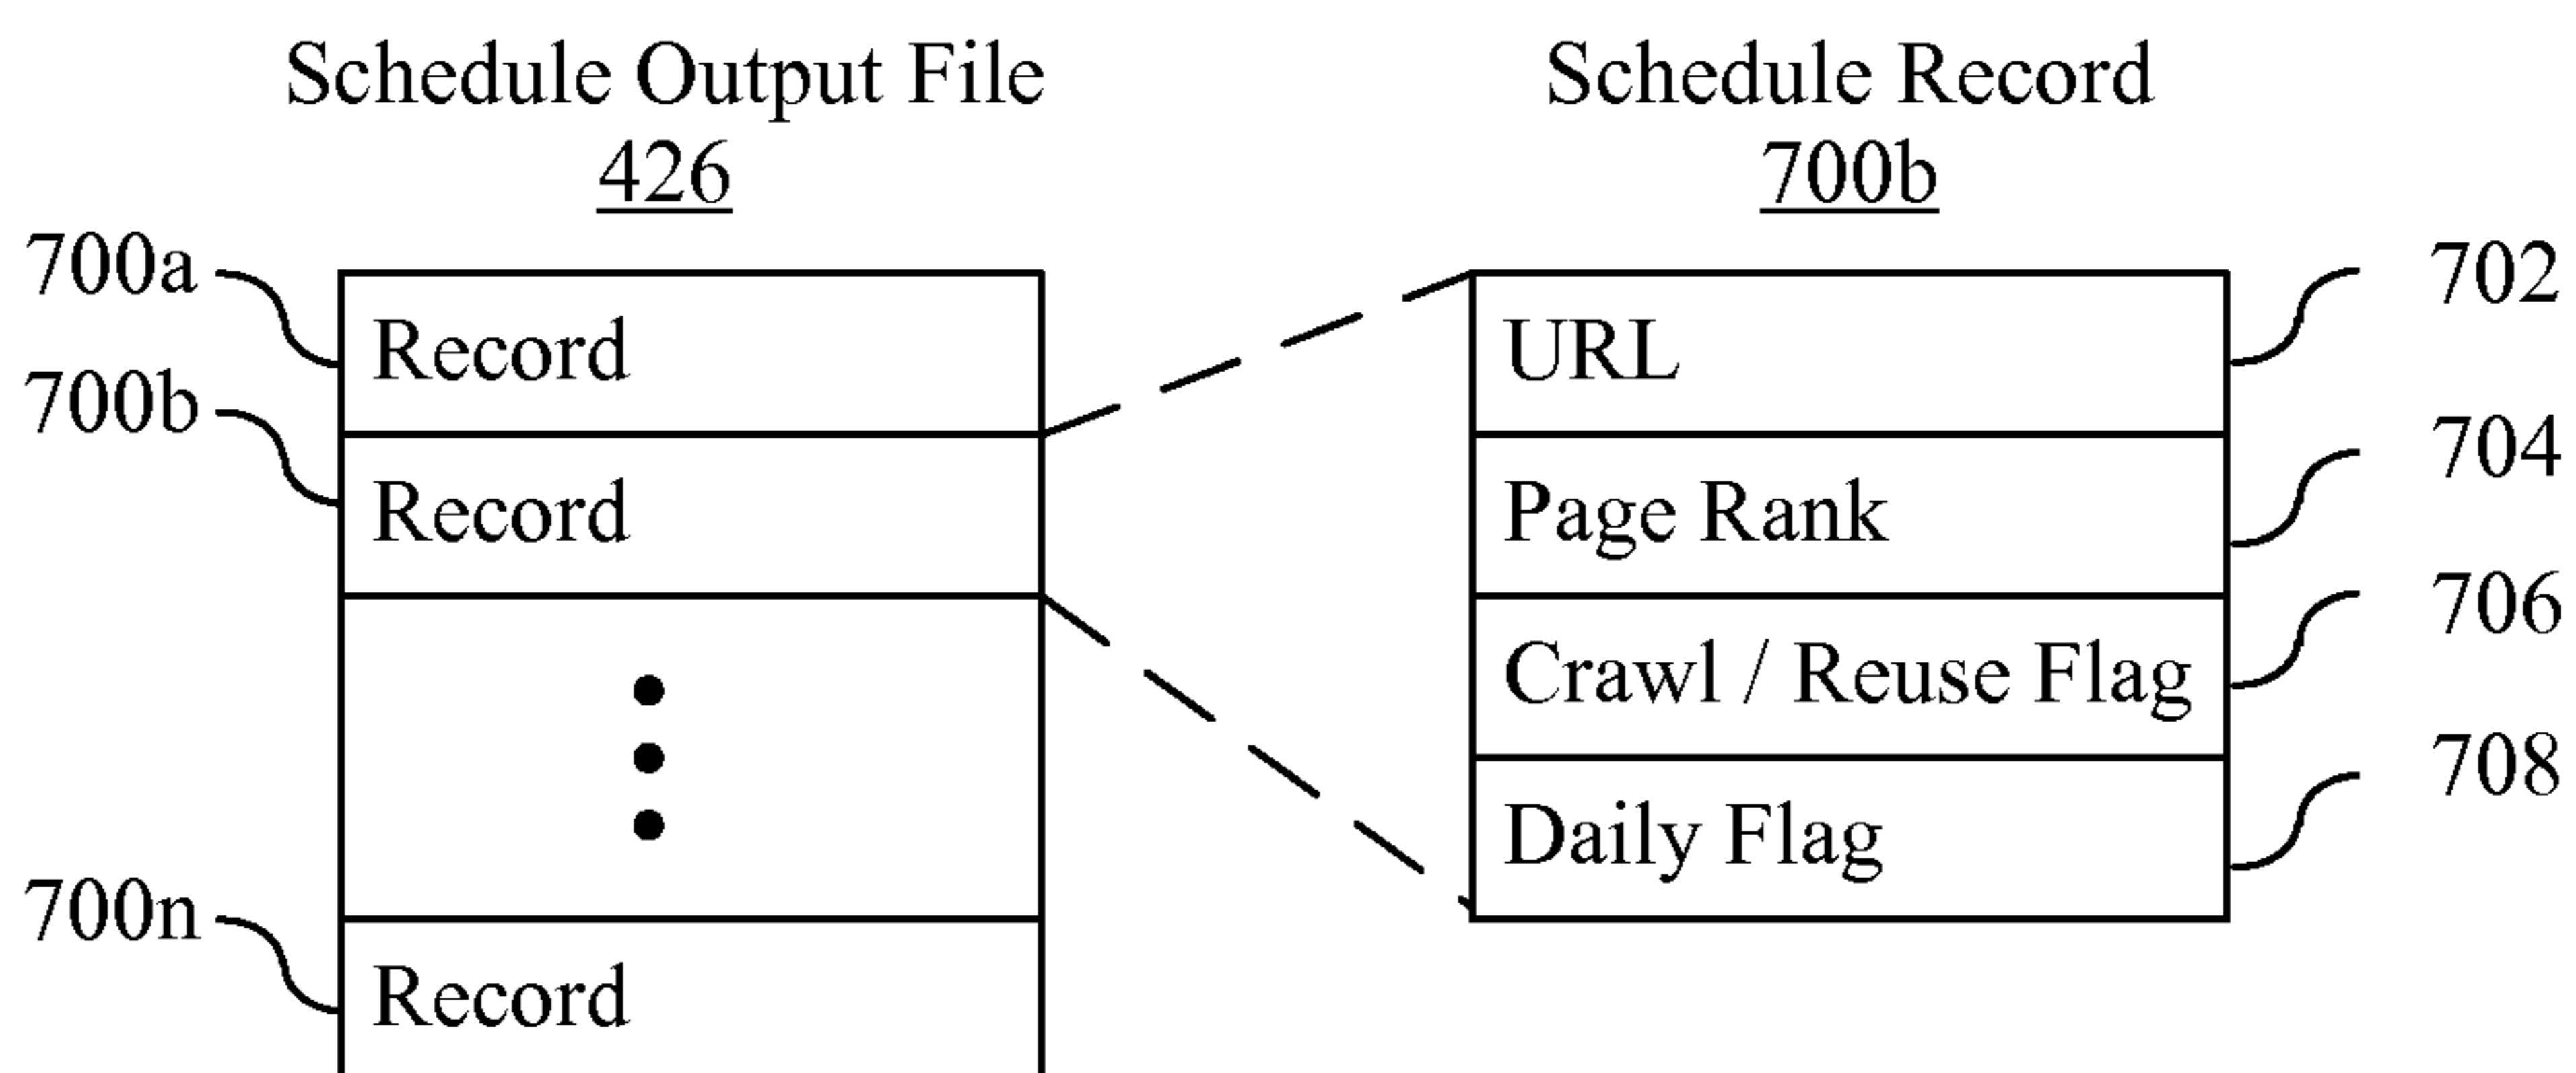 Schedule Output File
426
700a
Record
700b
Record
700n
Record
Schedule Record
700b
URL
702
Page Rank
704
Crawl / Reuse Flag
706
Daily Flag
708